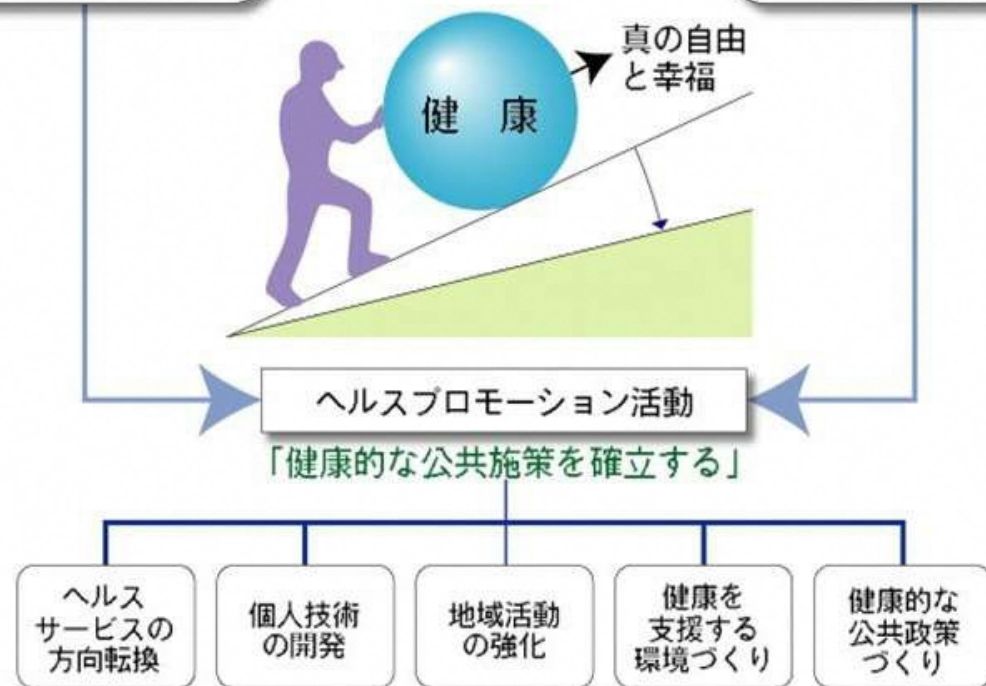 真の自由
と幸福
健 康
ヘルスプロモーション活動
「健康的な公共施策を確立する」
ヘルス
サービスの
方向転換
個人技術
の開発
地域活動
の強化
健康を
支援する
環境づくり
健康的な
公共政策
づくり